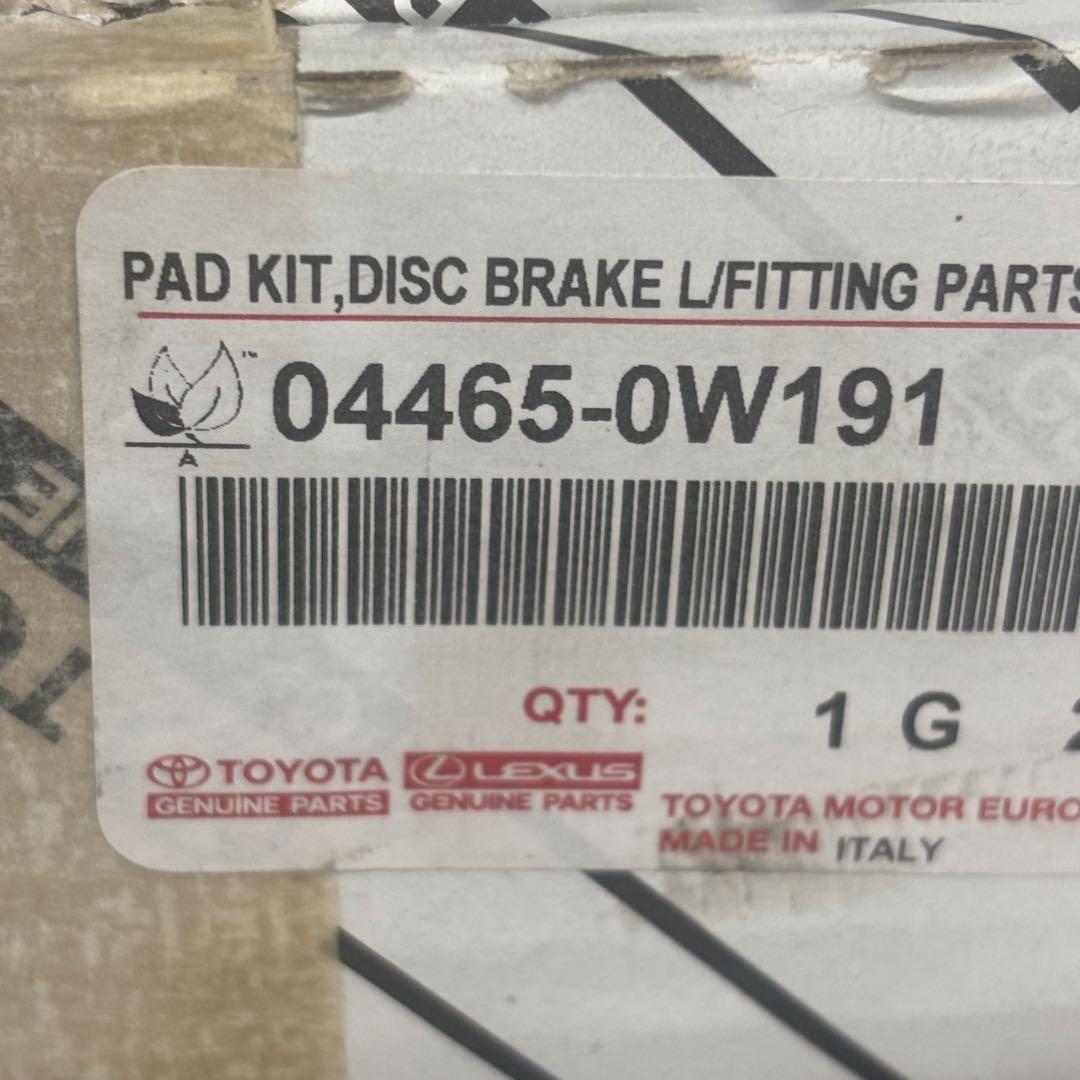 PAD KIT,DISC BRAKE L/FITTING PARTS
04465-0W191
A
QTY: 1 G
TOYOTA LEXUS
GENUINE PARTS GENUINE PARTS
TOYOTA MOTOR EURO
MADE IN ITALY